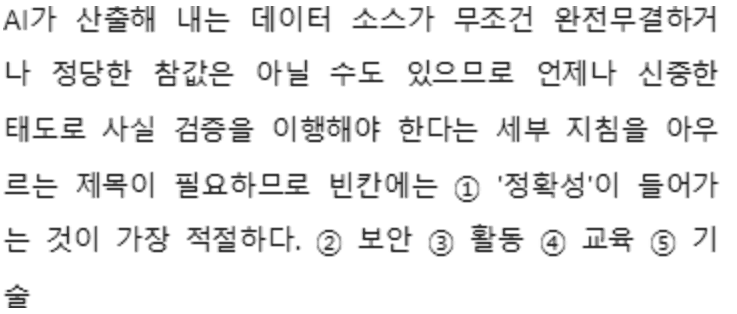 AI가 산출해 내는 데이터 소스가 무조건 완전무결하거
나 정당한 참값은 아닐 수도 있으므로 언제나 신중한
태도로 사실 검증을 이행해야 한다는 세부 지침을 아우
르는 제목이 필요하므로 빈칸에는 ① '정확성'이 들어가
는 것이 가장 적절하다. ② 보안 ③ 활동 ④ 교육 ⑤ 기
술